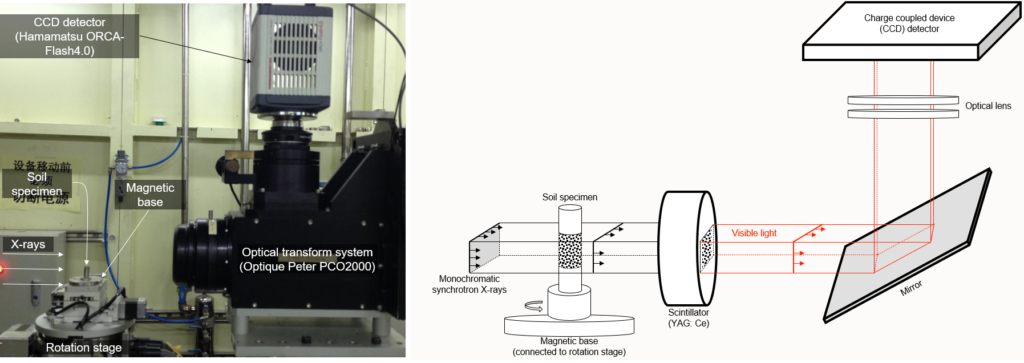 CCD detector
(Hamamatsu ORCA-
Flash4.0)
设备移动前
Soil
specimen
切断电源
Magnetic
base
X-rays
Optical transform system
(Optique Peter PCO2000)
Rotation stage
Charge coupled device
(CCD) detector
Optical lens
Soil specimen
Visible light
Monochromatic
synchrotron X-rays
Mirror
Scintillator
(YAG: Ce)
Magnetic base
(connected to rotation stage)